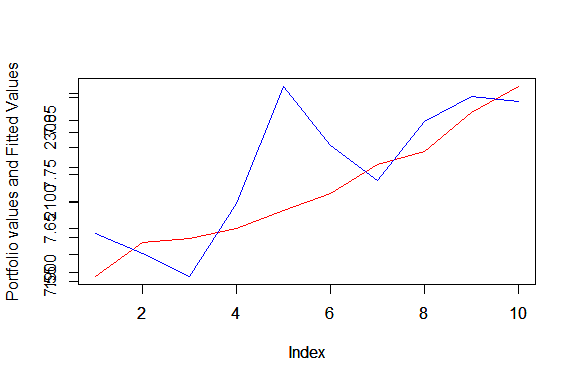 Portfolio values and Fitted Values
2 4 6 8 10
Index